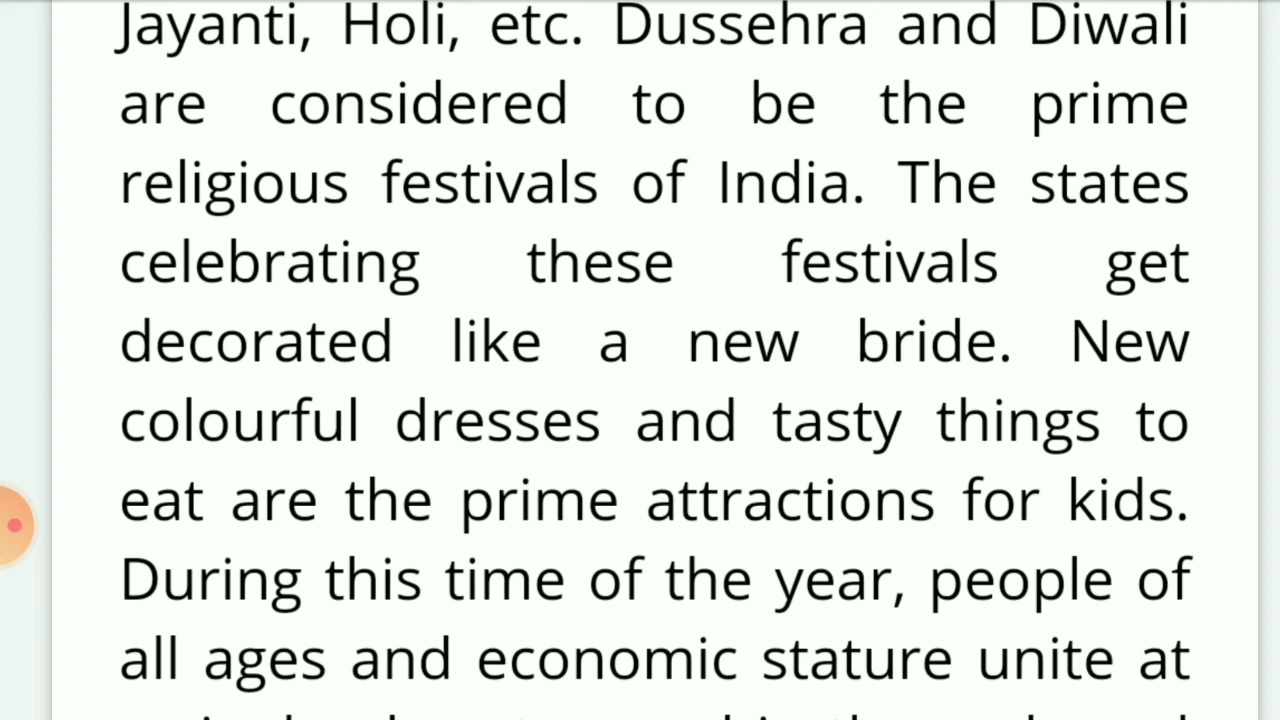 Jayanti, Holi, etc. Dussehra and Diwali
are considered to be the prime
religious festivals of India. The states
celebrating these festivals get
decorated like a new bride. New
colourful dresses and tasty things to
eat are the prime attractions for kids.
During this time of the year, people of
all ages and economic stature unite at